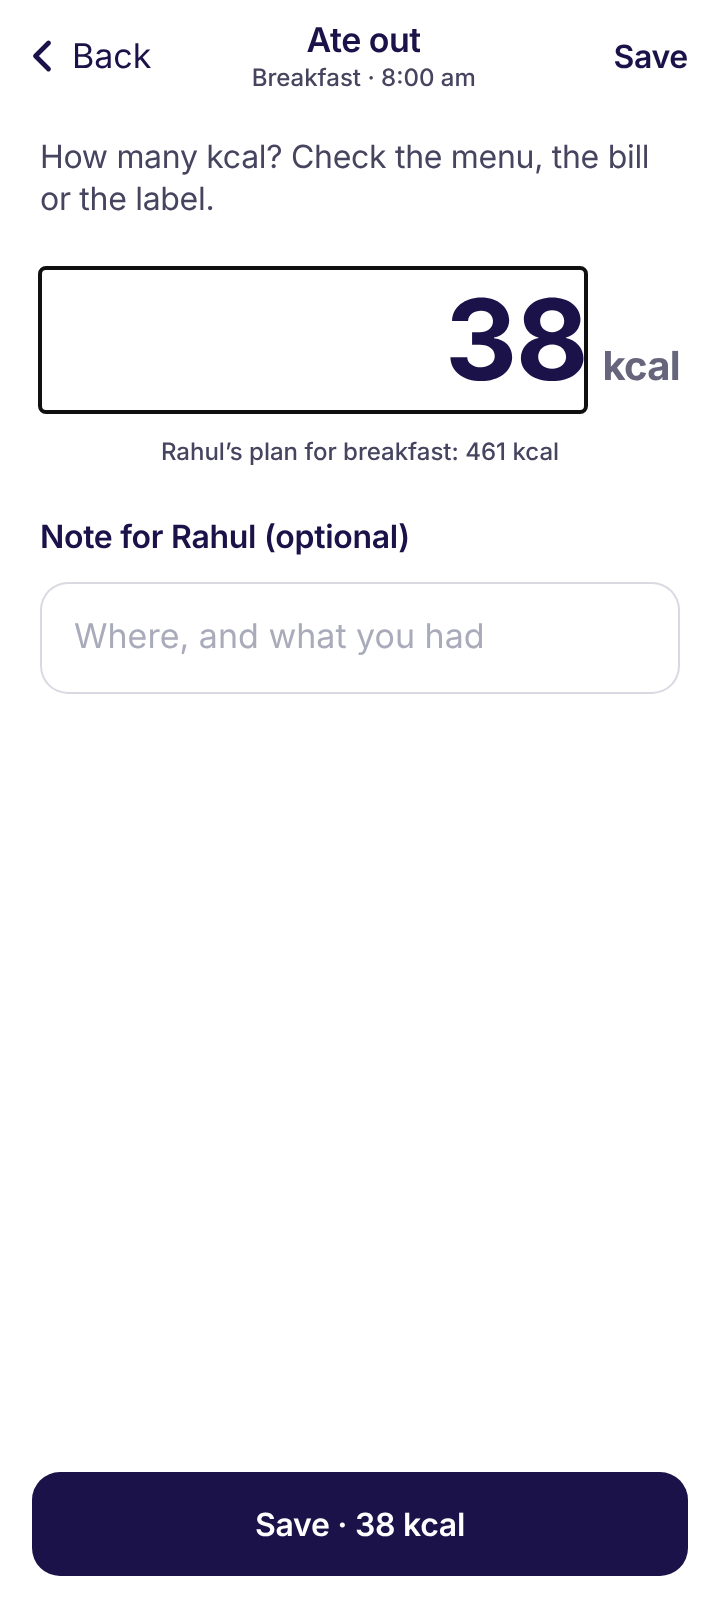 Back
Ate out
Breakfast · 8:00 am
Save
How many kcal? Check the menu, the bill
or the label.
38 kcal
Rahul’s plan for breakfast: 461 kcal
Note for Rahul (optional)
Where, and what you had
Save · 38 kcal